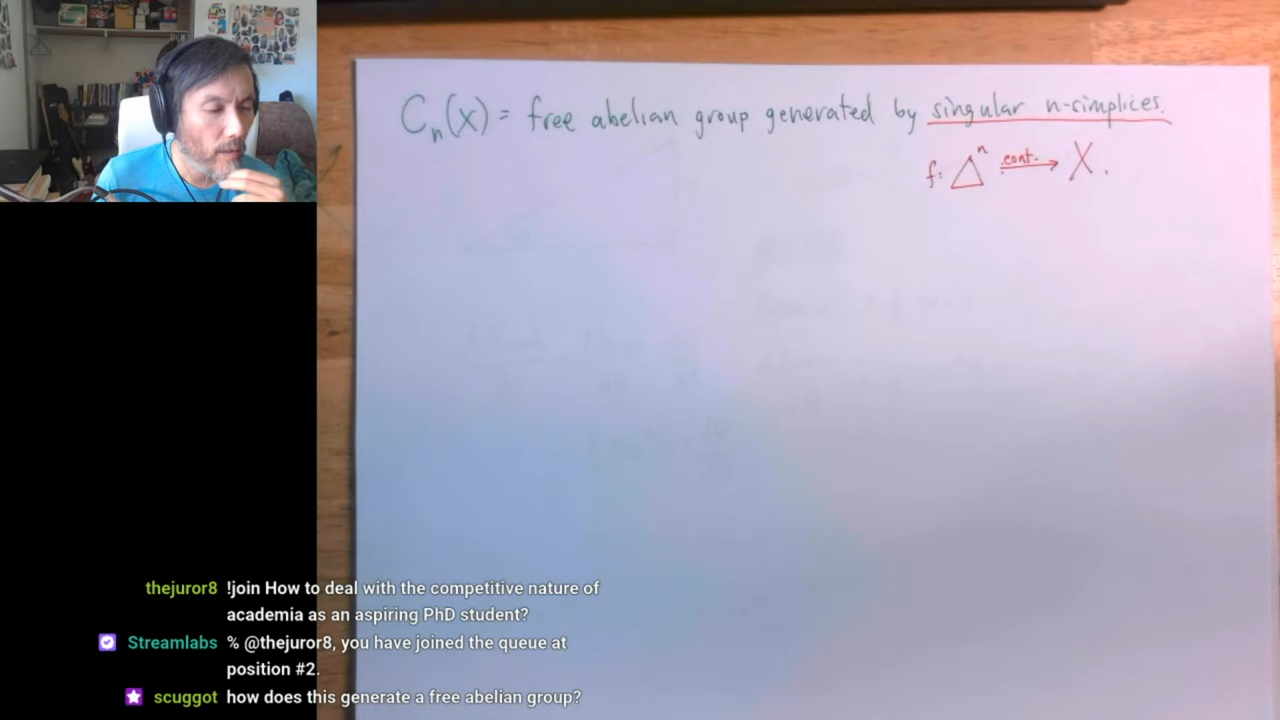 C_n(X) = free abelian group generated by singular n-simplices.
f: Δ^n cont. → X.
thejuror8 !join How to deal with the competitive nature of
academia as an aspiring PhD student?
Streamlabs % @thejuror8, you have joined the queue at
position #2.
scuggot how does this generate a free abelian group?